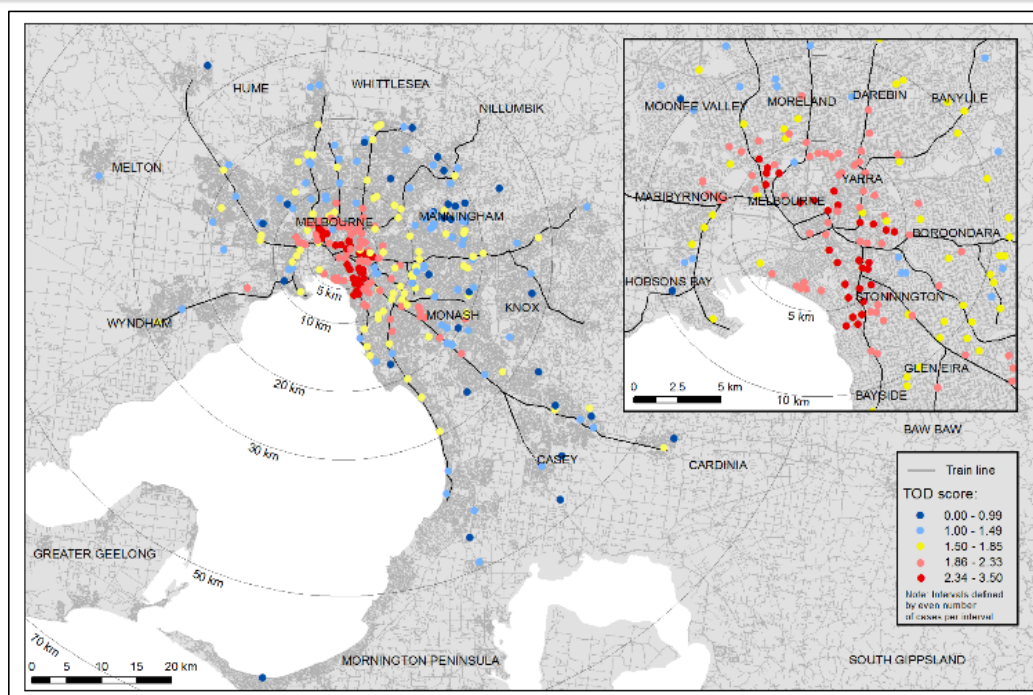 HUME
WHITTLESEA
NILLUMBIK
MELTON
MELBOURNE
MANNINGHAM
5 km
10 km
WYNDHAM
MONASH
KNOX
20 km
30 km
CASEY
CARDINIA
BAW BAW
GREATER GEELONG
50 km
70 km
0 5 10 15 20 km
MORNINGTON PENINSULA
SOUTH GIPPSLAND
MOONEE VALLEY
MORELAND
DAREBIN
BANYULE
YARRA
MARIBYRNONG
MELBOURNE
BOROONDARA
HOBSONS BAY
STONNINGTON
5 km
0 2.5 5 km
GLEN EIRA
10 km
BAYSIDE
Train line
TOD score:
0.00 - 0.99
1.00 - 1.49
1.50 - 1.85
1.86 - 2.33
2.34 - 3.50
Note: Intervals defined
by even number
of cases per interval